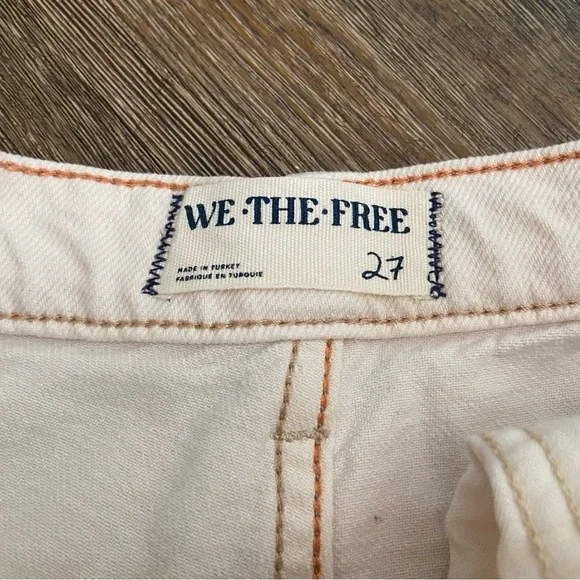 WE·THE·FREE
MADE IN TURKEY
FABRIQUÉ EN TURQUIE
27